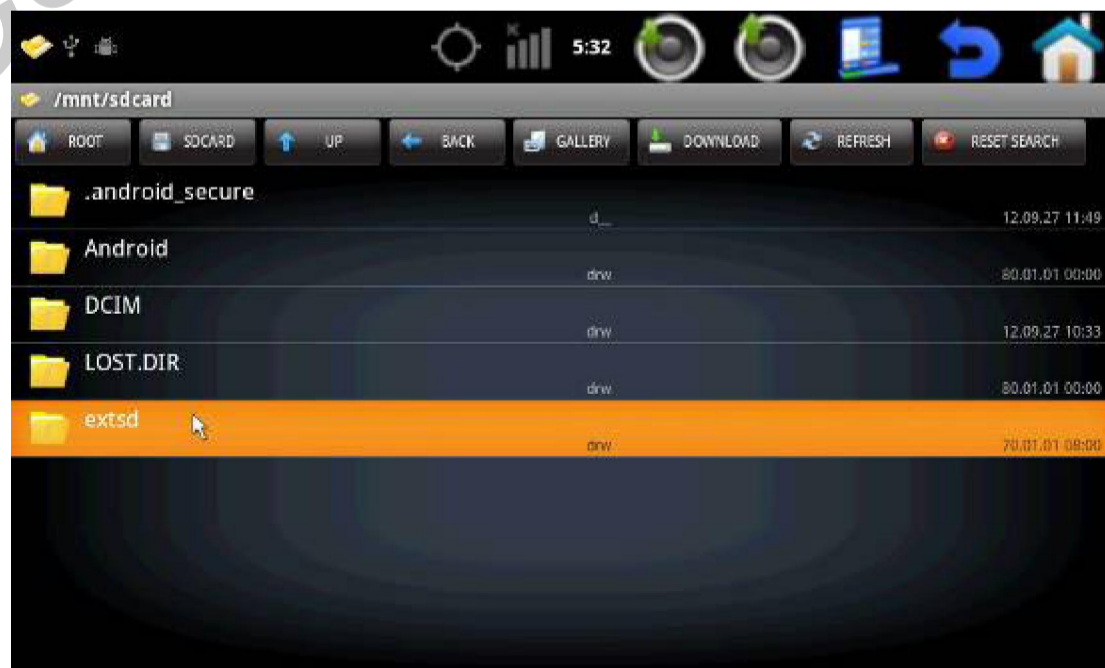 5:32
/mnt/sdcard
ROOT SDCARD UP BACK GALLERY DOWNLOAD REFRESH RESET SEARCH
.android_secure
d__ 12.09.27 11:49
Android
drw 80.01.01 00:00
DCIM
drw 12.09.27 10:33
LOST.DIR
drw 80.01.01 00:00
extsd
drw 70.01.01 08:00